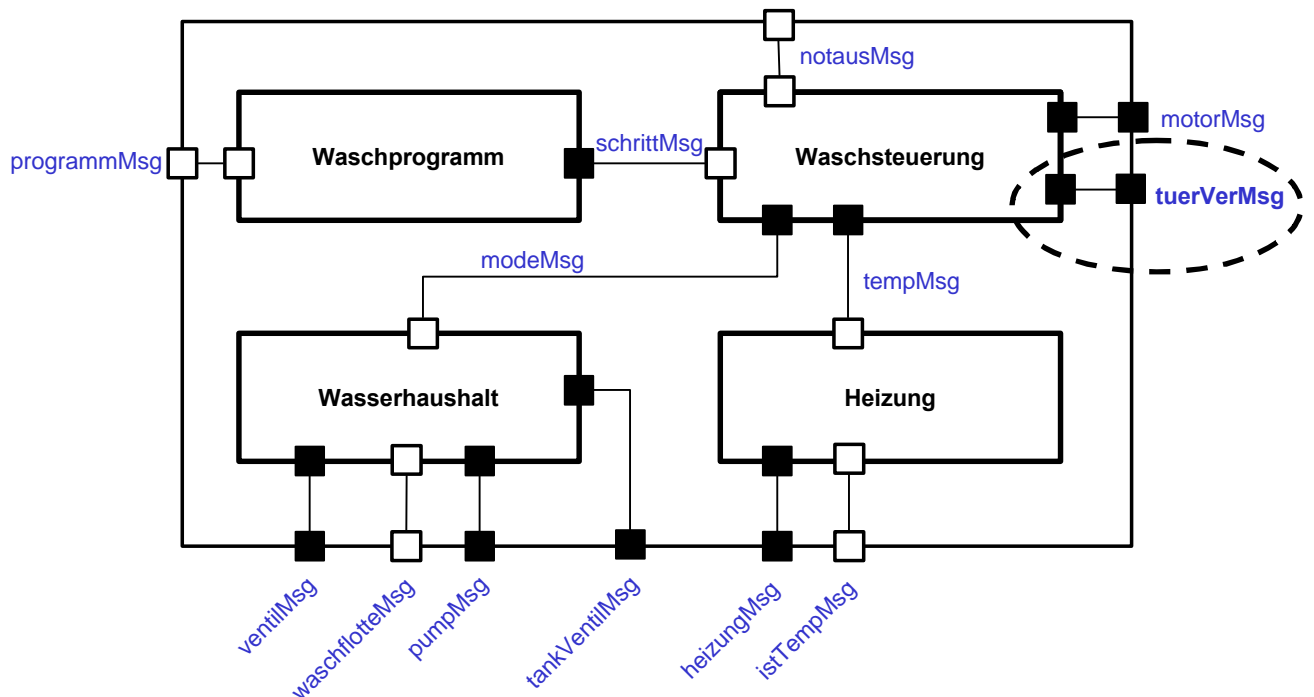 notausMsg
programmMsg
Waschprogramm
schrittMsg
Waschsteuerung
motorMsg
tuerVerMsg
modeMsg
tempMsg
Wasserhaushalt
Heizung
ventilMsg
waschflotteMsg
pumpMsg
tankVentilMsg
heizungMsg
istTempMsg